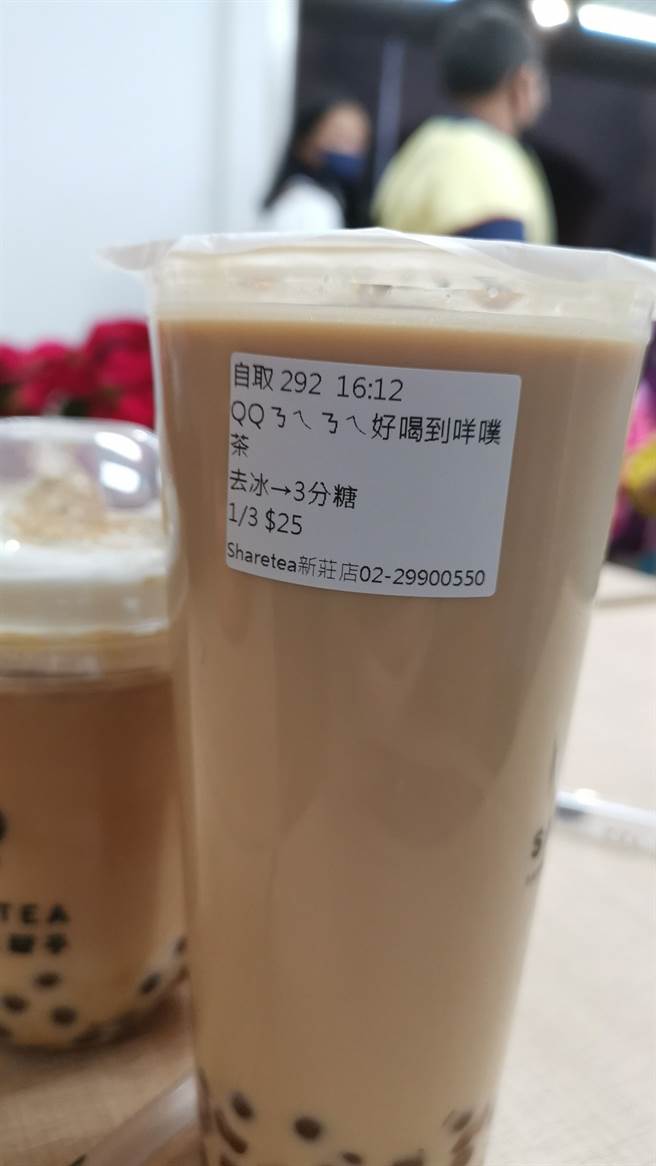 自取 292 16:12
QQㄋㄟㄋㄟ好喝到咩噗
茶
去冰→3分糖
1/3 $25
Sharetea新莊店02-29900550
TEA